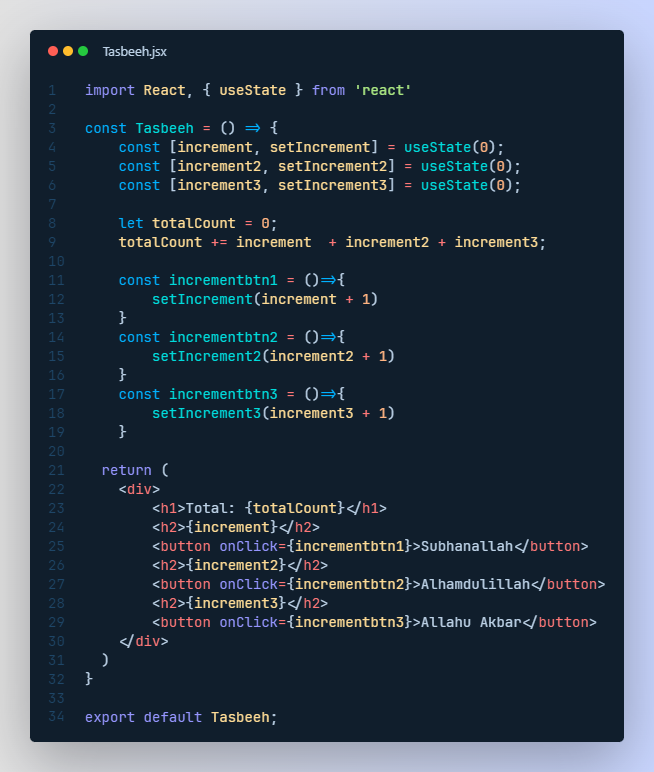 Tasbeeh.jsx
1 import React, { useState } from 'react'
2
3 const Tasbeeh = () => {
4     const [increment, setIncrement] = useState(0);
5     const [increment2, setIncrement2] = useState(0);
6     const [increment3, setIncrement3] = useState(0);
7
8     let totalCount = 0;
9     totalCount += increment  + increment2 + increment3;
10
11     const incrementbtn1 = ()=>{
12         setIncrement(increment + 1)
13     }
14     const incrementbtn2 = ()=>{
15         setIncrement2(increment2 + 1)
16     }
17     const incrementbtn3 = ()=>{
18         setIncrement3(increment3 + 1)
19     }
20
21   return (
22     <div>
23         <h1>Total: {totalCount}</h1>
24         <h2>{increment}</h2>
25         <button onClick={incrementbtn1}>Subhanallah</button>
26         <h2>{increment2}</h2>
27         <button onClick={incrementbtn2}>Alhamdulillah</button>
28         <h2>{increment3}</h2>
29         <button onClick={incrementbtn3}>Allahu Akbar</button>
30     </div>
31   )
32 }
33
34 export default Tasbeeh;